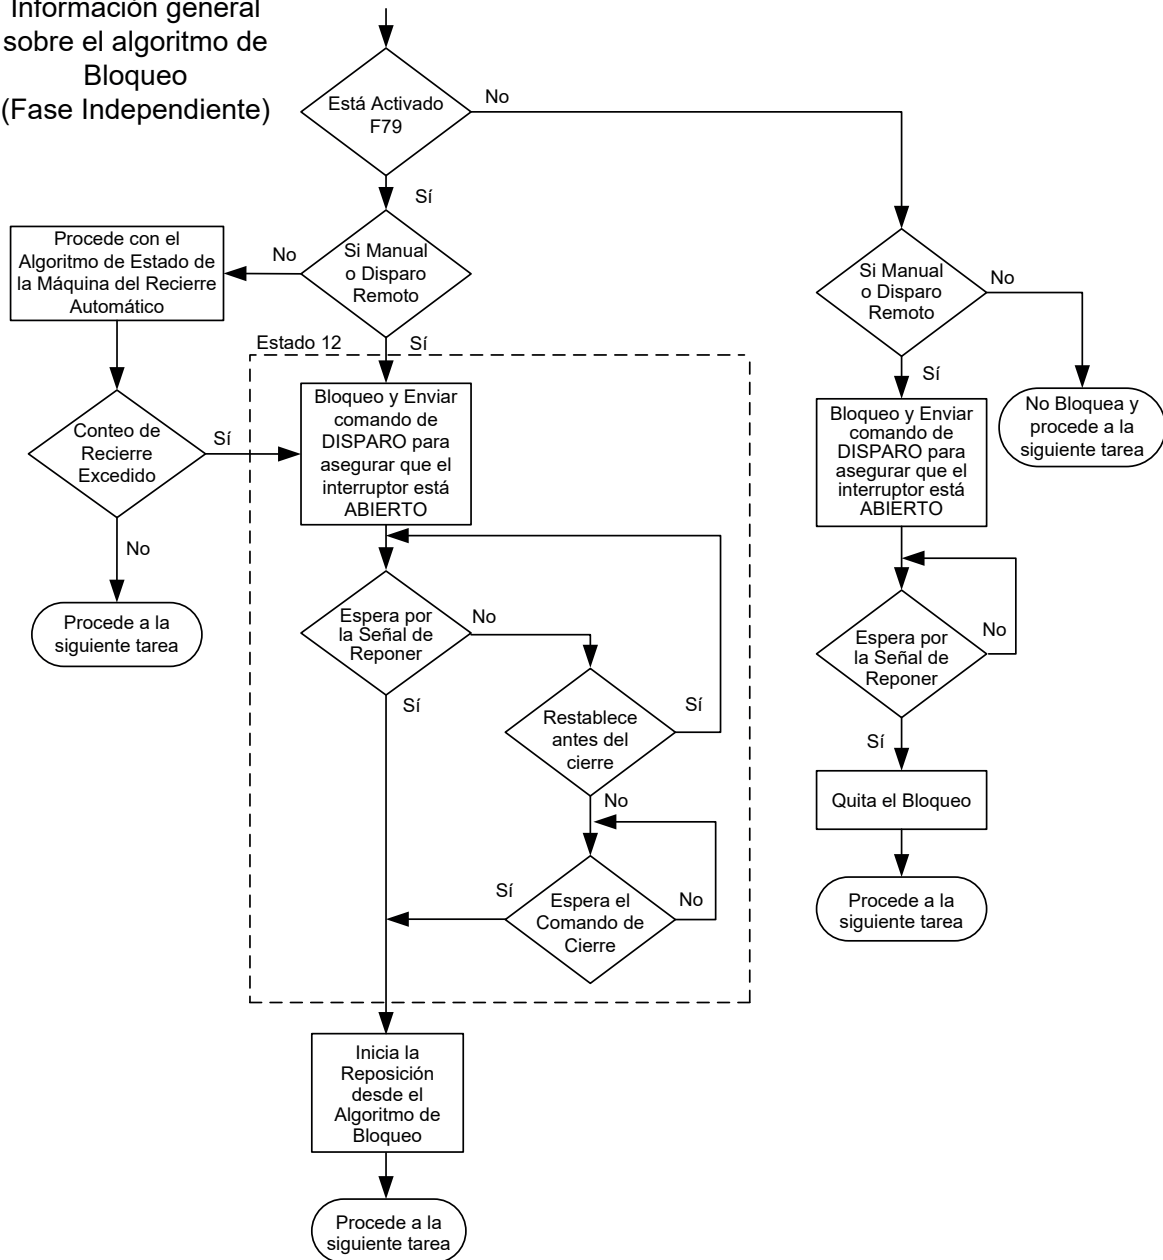 Información general
sobre el algoritmo de
Bloqueo
(Fase Independiente)
Está Activado
F79
No
Sí
Si Manual
o Disparo
Remoto
No
Sí
Procede con el
Algoritmo de Estado de
la Máquina del Recierre
Automático
Conteo de
Recierre
Excedido
Sí
No
Procede a la
siguiente tarea
Estado 12
Bloqueo y Enviar
comando de
DISPARO para
asegurar que el
interruptor está
ABIERTO
Espera por
la Señal de
Reponer
No
Sí
Restablece
antes del
cierre
Sí
No
Espera el
Comando de
Cierre
Sí
No
Inicia la
Reposición
desde el
Algoritmo de
Bloqueo
Procede a la
siguiente tarea
Si Manual
o Disparo
Remoto
No
Sí
No Bloquea y
procede a la
siguiente tarea
Bloqueo y Enviar
comando de
DISPARO para
asegurar que el
interruptor está
ABIERTO
Espera por
la Señal de
Reponer
No
Sí
Quita el Bloqueo
Procede a la
siguiente tarea